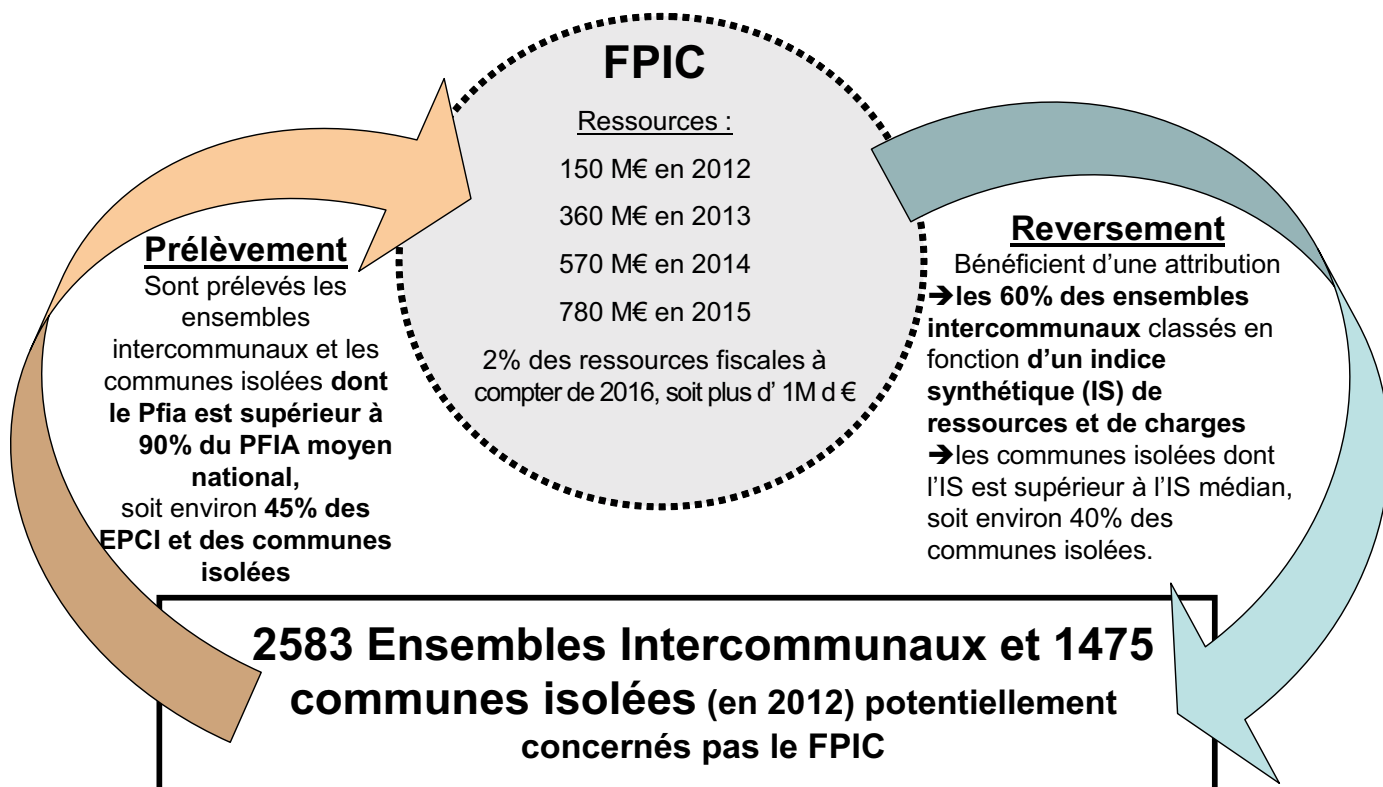 FPIC
Ressources :
150 M€ en 2012
360 M€ en 2013
570 M€ en 2014
780 M€ en 2015
2% des ressources fiscales à
compter de 2016, soit plus d’ 1M d €
Prélèvement
Sont prélevés les
ensembles
intercommunaux et les
communes isolées dont
le Pfia est supérieur à
90% du PFIA moyen
national,
soit environ 45% des
EPCI et des communes
isolées
Reversement
Bénéficient d’une attribution
➔les 60% des ensembles
intercommunaux classés en
fonction d’un indice
synthétique (IS) de
ressources et de charges
➔les communes isolées dont
l’IS est supérieur à l’IS médian,
soit environ 40% des
communes isolées.
2583 Ensembles Intercommunaux et 1475
communes isolées (en 2012) potentiellement
concernés pas le FPIC